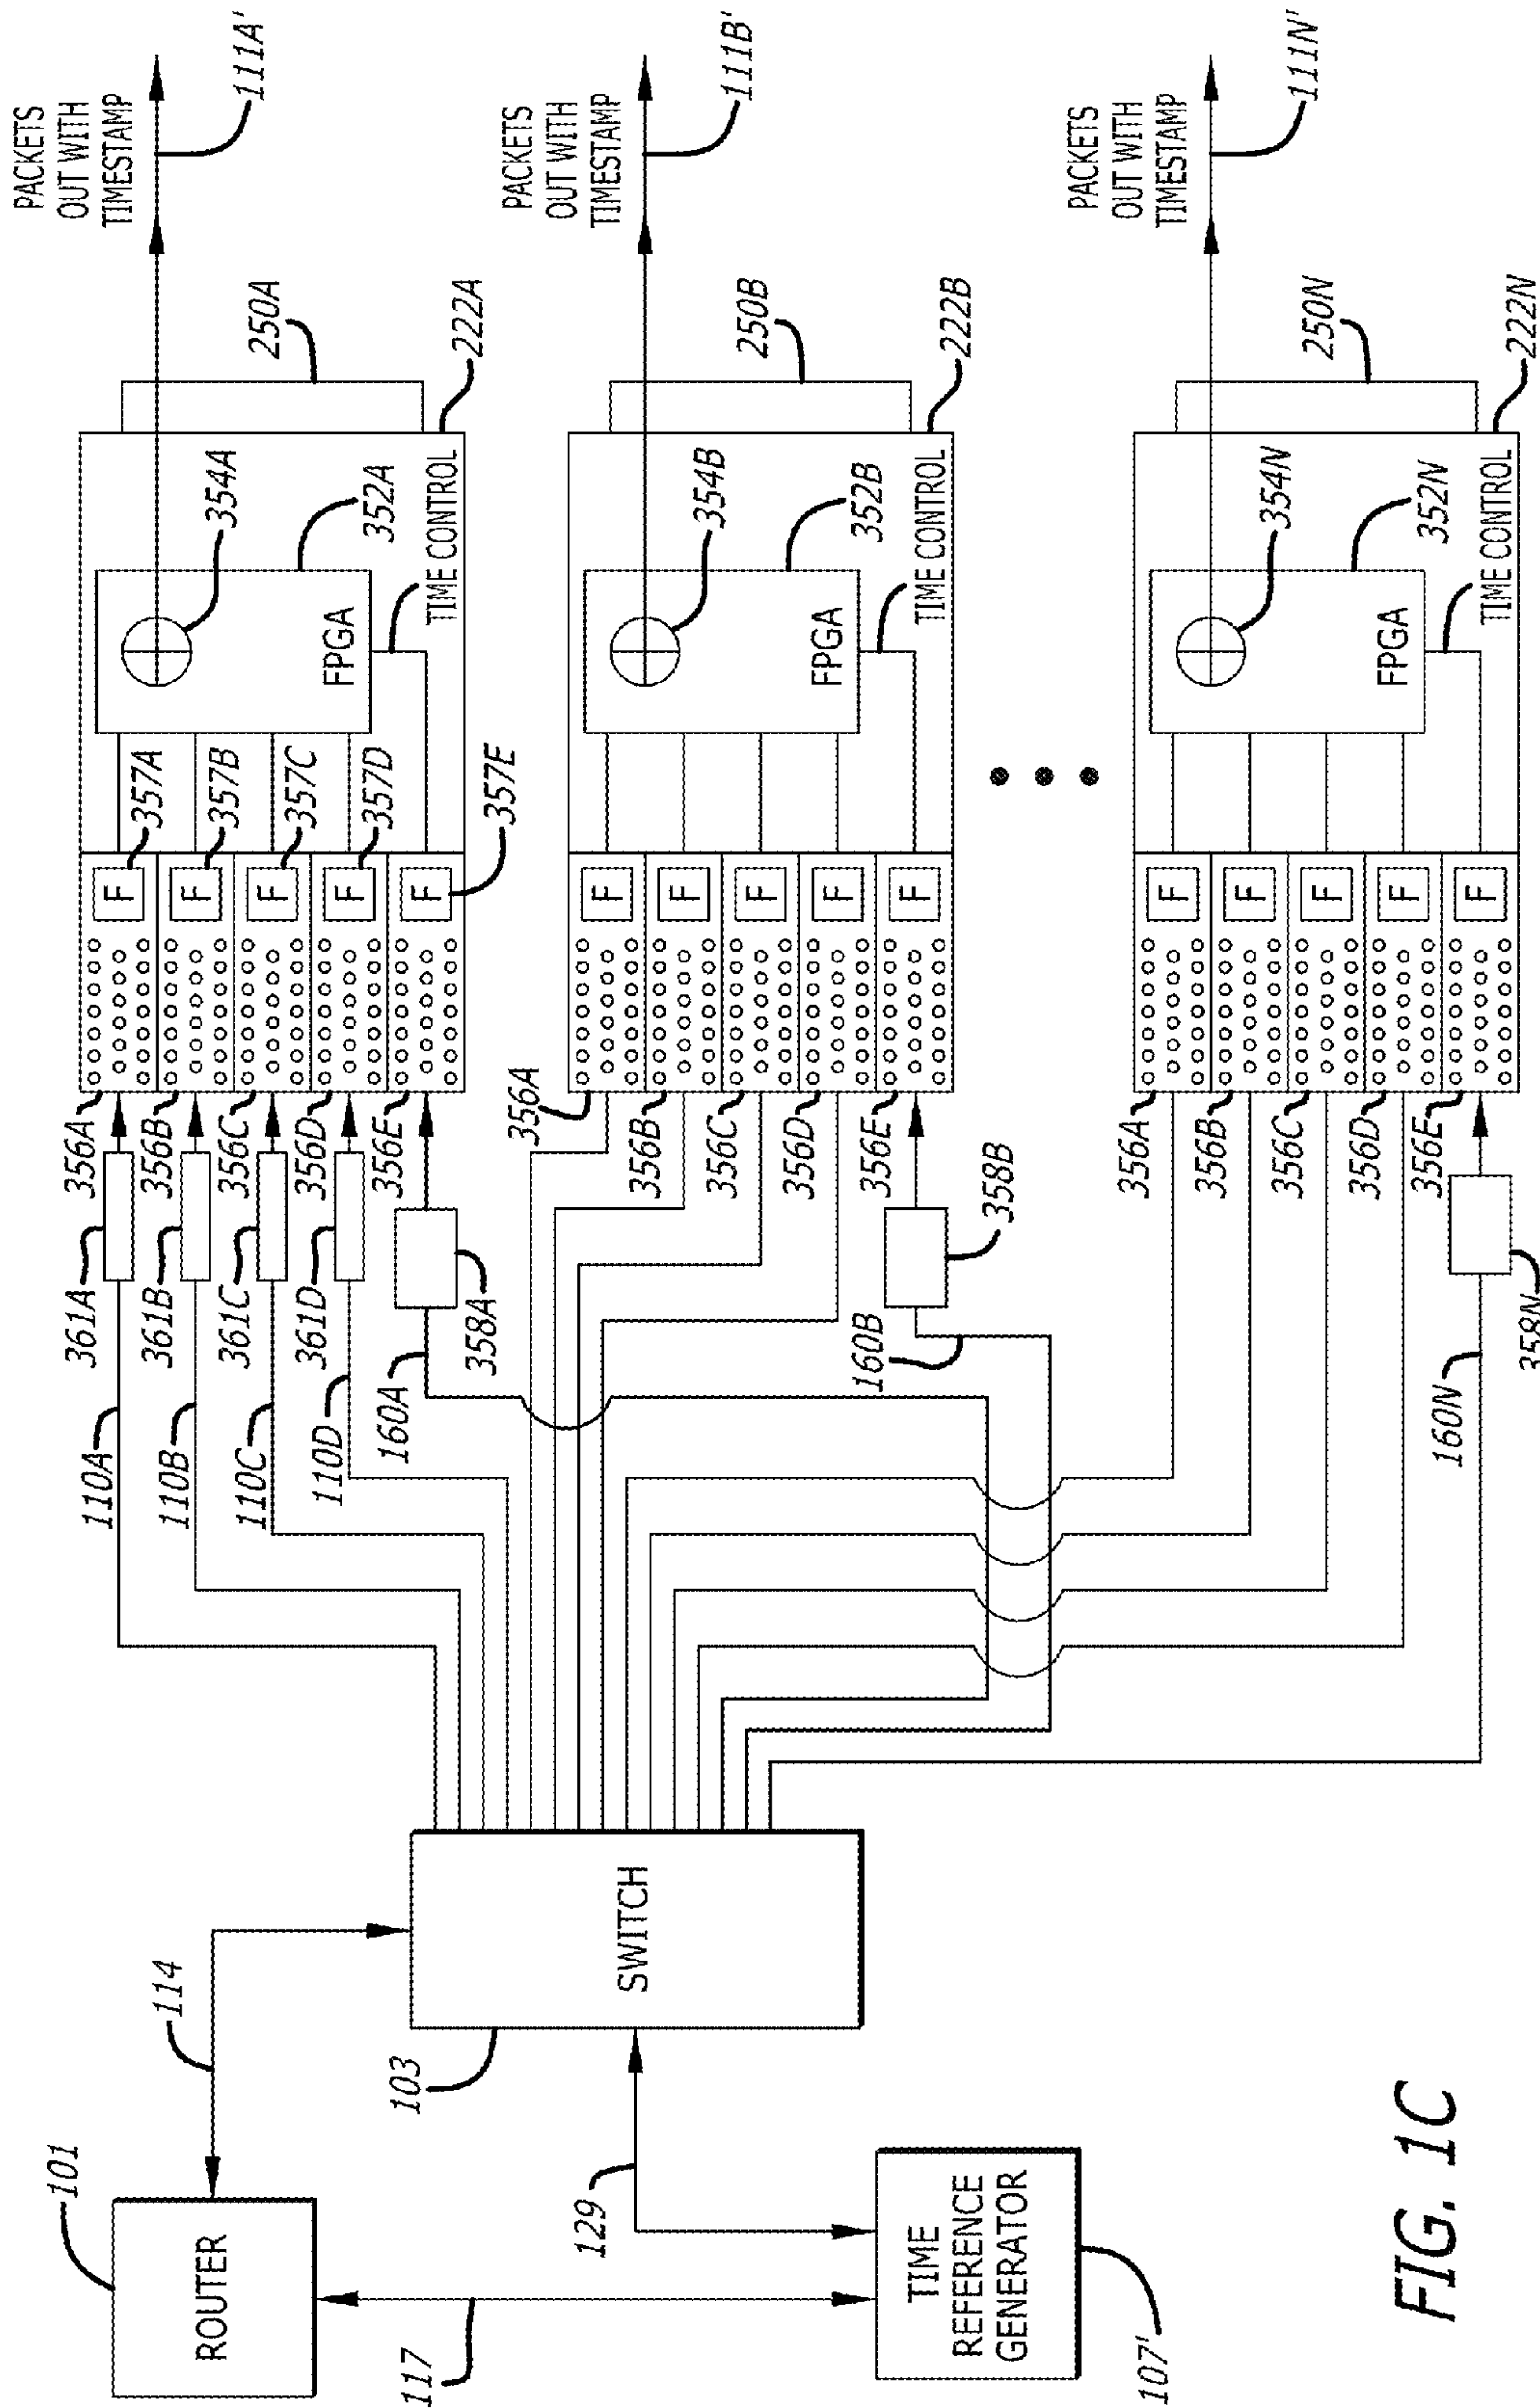 PACKETS
OUT WITH
TIMESTAMP
111A'
250A
222A
354A
352A
TIME CONTROL
FPGA
357A
357B
357C
357D
357E
F
F
F
F
F
356A
356B
356C
356D
356E
361A
361B
361C
361D
358A
110A
110B
110C
110D
160A
PACKETS
OUT WITH
TIMESTAMP
111B'
250B
222B
354B
352B
TIME CONTROL
FPGA
F
F
F
F
F
356A
356B
356C
356D
356E
358B
160B
PACKETS
OUT WITH
TIMESTAMP
111N'
250N
222N
354N
352N
TIME CONTROL
FPGA
F
F
F
F
F
356A
356B
356C
356D
356E
358N
160N
SWITCH
103
114
101
ROUTER
117
129
TIME
REFERENCE
GENERATOR
107'
FIG. 1C